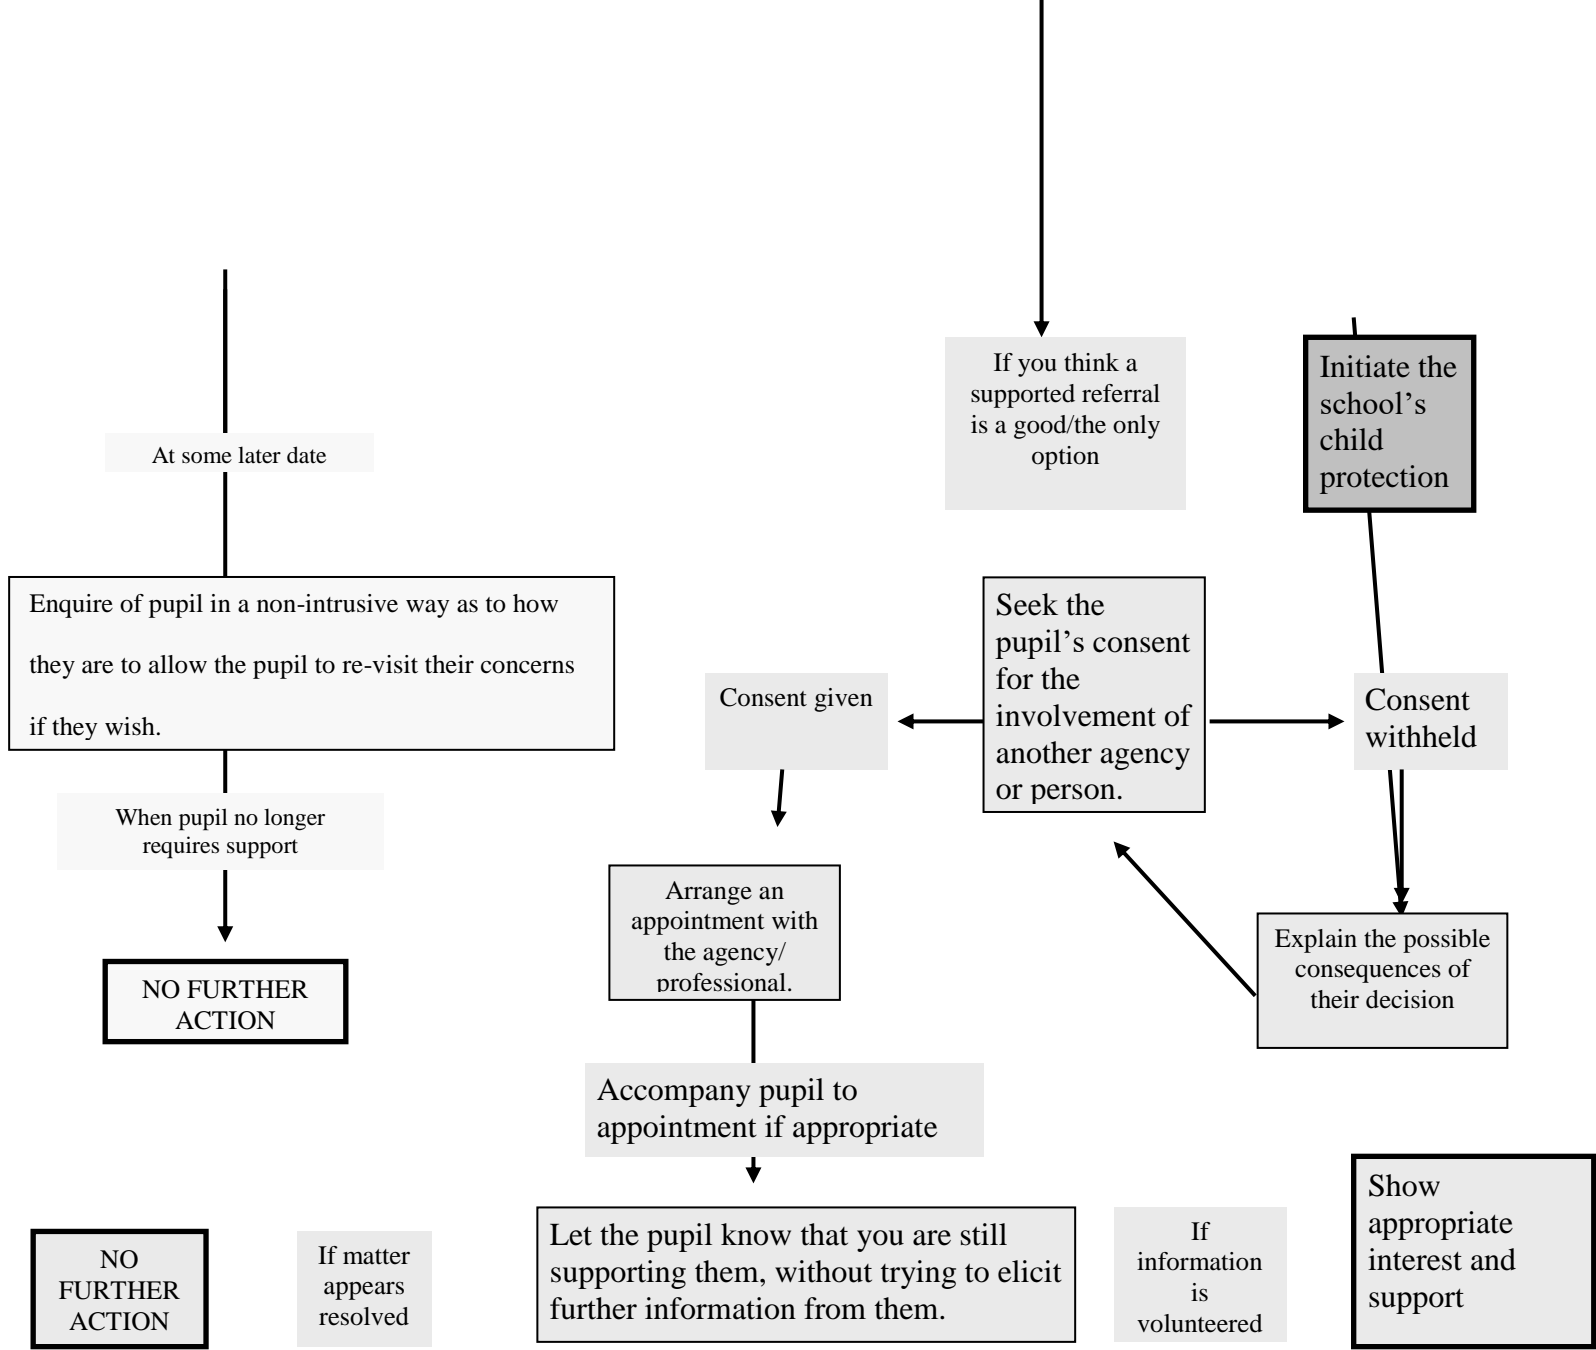 If you think a
supported referral
is a good/the only
option
Initiate the
school’s
child
protection
At some later date
Enquire of pupil in a non-intrusive way as to how
they are to allow the pupil to re-visit their concerns
if they wish.
Seek the
pupil’s consent
for the
involvement of
another agency
or person.
Consent given
Consent
withheld
When pupil no longer
requires support
Arrange an
appointment with
the agency/
professional.
Explain the possible
consequences of
their decision
NO FURTHER
ACTION
Accompany pupil to
appointment if appropriate
NO
FURTHER
ACTION
If matter
appears
resolved
Let the pupil know that you are still
supporting them, without trying to elicit
further information from them.
If
information
is
volunteered
Show
appropriate
interest and
support